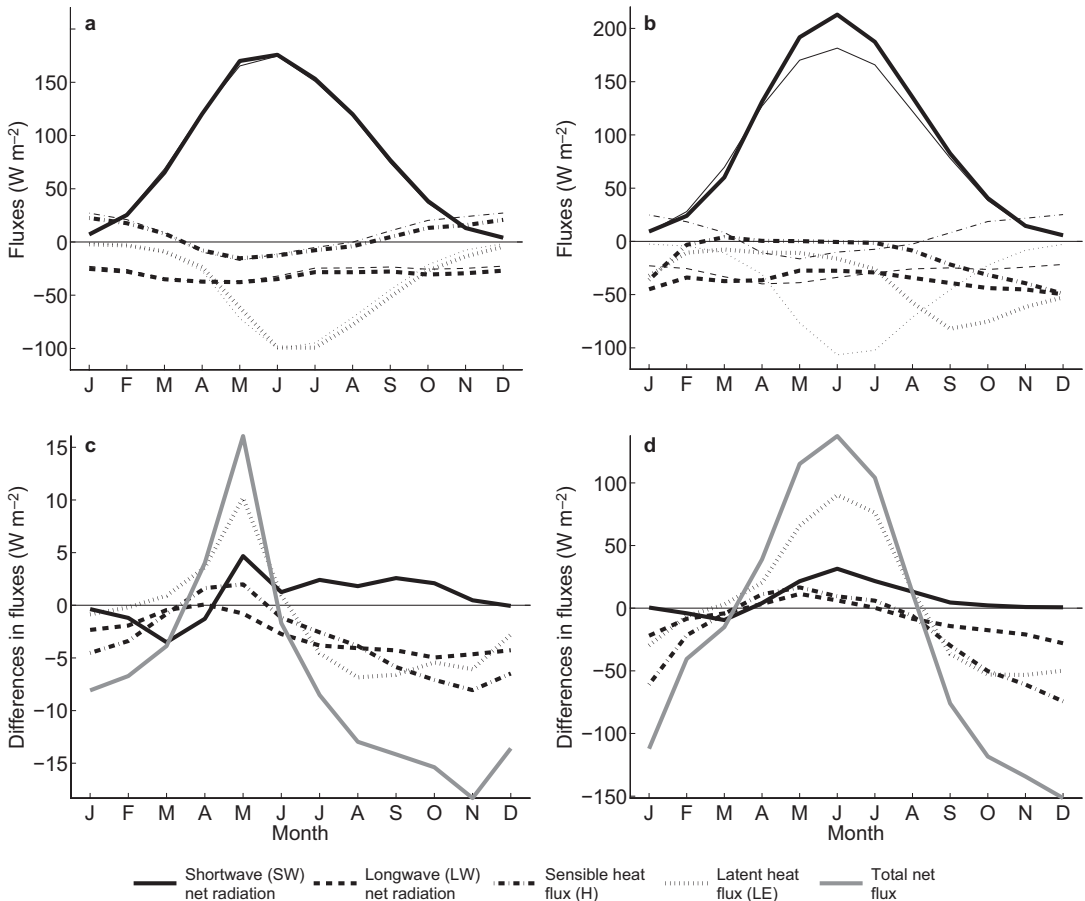 a
200
150
100
50
0
−50
−100
Fluxes (W m−2)
J F M A M J J A S O N D
b
150
100
50
0
−50
−100
Fluxes (W m−2)
J F M A M J J A S O N D
c
15
10
5
0
−5
−10
−15
Differences in fluxes (W m−2)
J F M A M J J A S O N D
Month
d
100
50
0
−50
−100
−150
Differences in fluxes (W m−2)
J F M A M J J A S O N D
Month
Shortwave (SW)
net radiation
Longwave (LW)
net radiation
Sensible heat
flux (H)
Latent heat
flux (LE)
Total net
flux